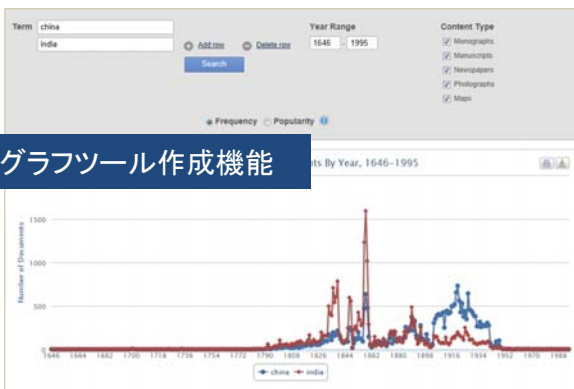 Term china Year Range Content Type
india Add row Delete row 1646 - 1995 Monographs
Search Manuscripts
Newspapers
Photographs
Maps
Frequency Popularity
グラフツール作成機能
nts By Year, 1646-1995
Number of Documents
1500
1000
500
1646 1664 1682 1700 1718 1736 1754 1772 1790 1808 1826 1844 1862 1880 1898 1916 1934 1952 1970 1988
china india